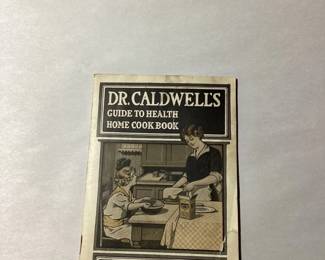 DR. CALDWELL'S
GUIDE TO HEALTH
HOME COOK BOOK